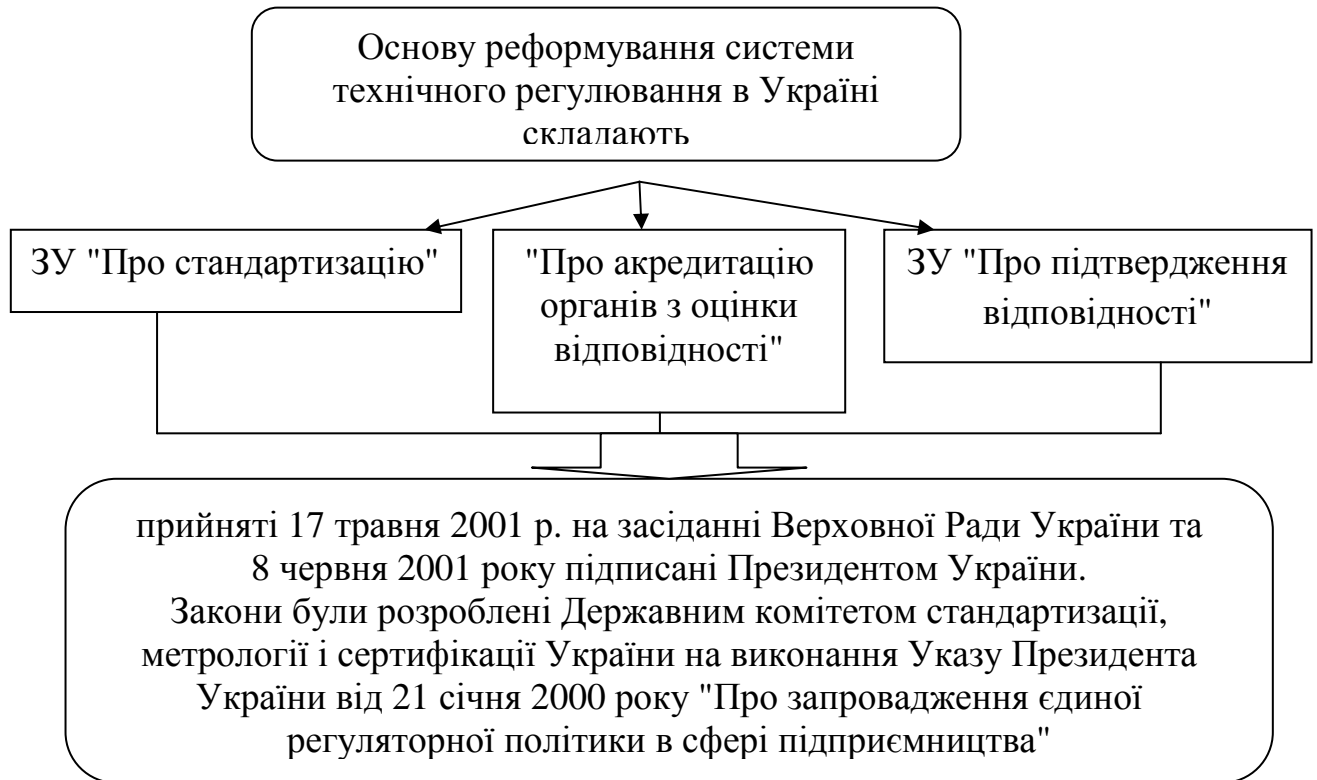 Основу реформування системи
технічного регулювання в Україні
складають
ЗУ "Про стандартизацію"
"Про акредитацію
органів з оцінки
відповідності"
ЗУ "Про підтвердження
відповідності"
прийняті 17 травня 2001 р. на засіданні Верховної Ради України та
8 червня 2001 року підписані Президентом України.
Закони були розроблені Державним комітетом стандартизації,
метрології і сертифікації України на виконання Указу Президента
України від 21 січня 2000 року "Про запровадження єдиної
регуляторної політики в сфері підприємництва"